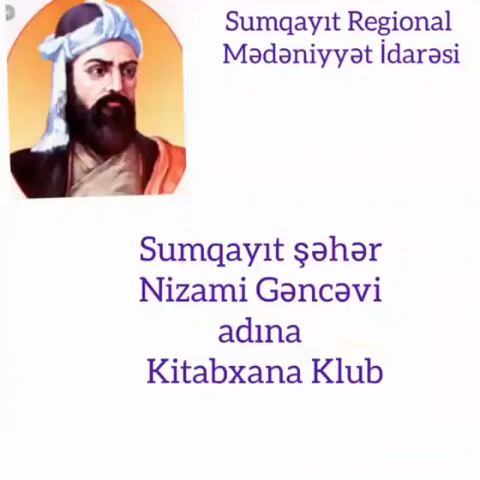 Sumqayıt Regional
Mədəniyyət İdarəsi
Sumqayıt şəhər
Nizami Gəncəvi
adına
Kitabxana Klub